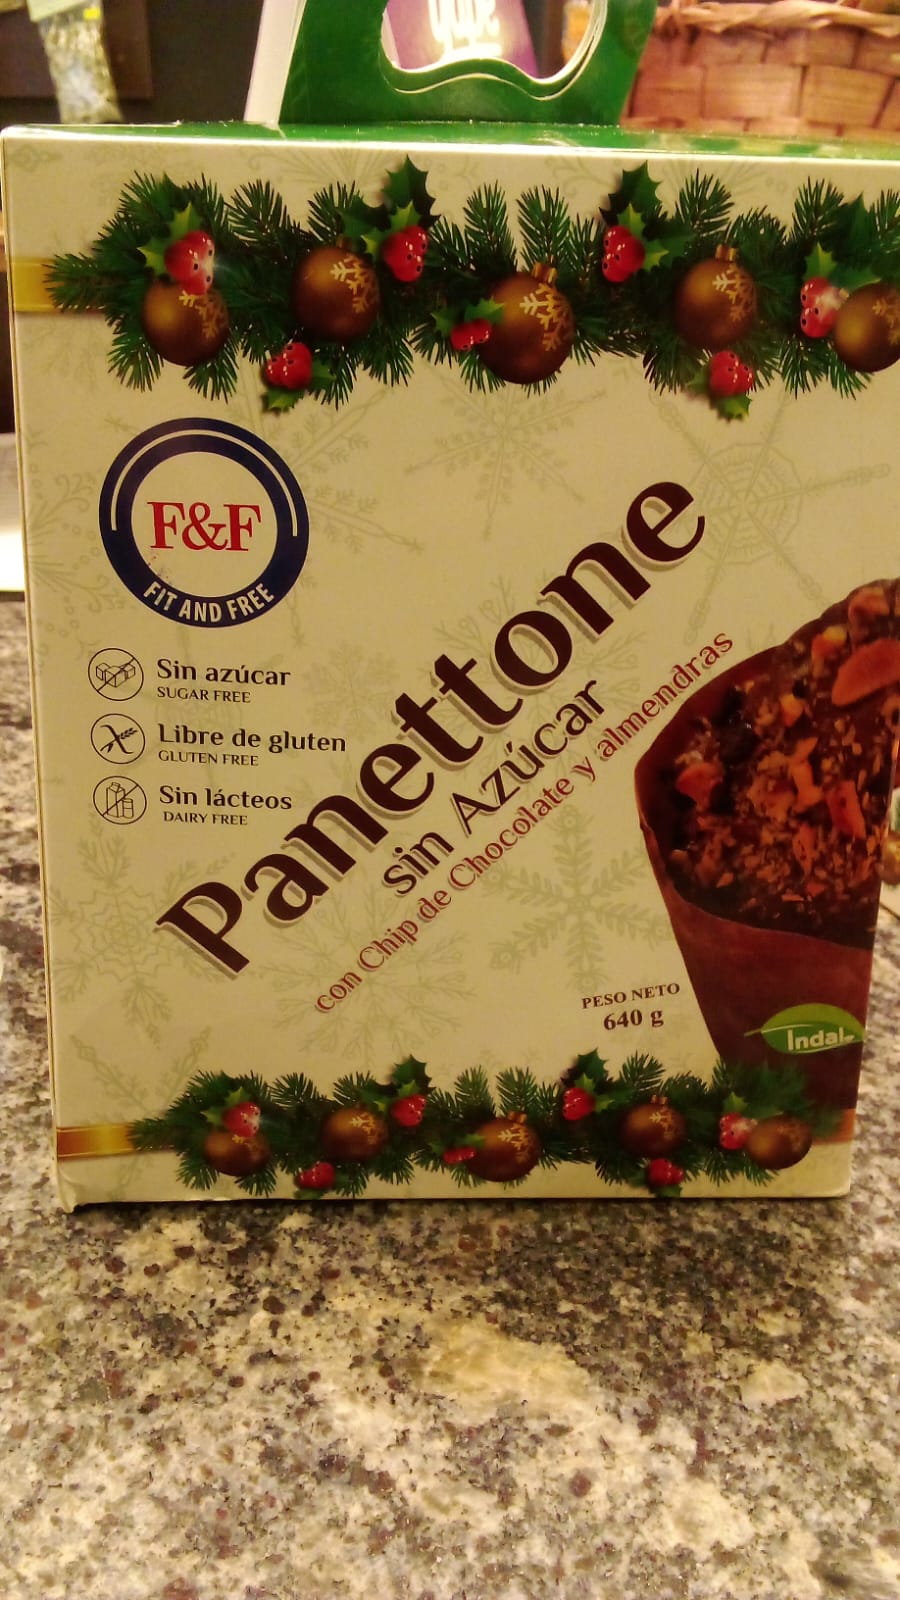 yape
F&F
FIT AND FREE
Sin azúcar
SUGAR FREE
Libre de gluten
GLUTEN FREE
Sin lácteos
DAIRY FREE
Panettone
sin Azúcar
con Chip de Chocolate y almendras
PESO NETO
640 g
Indal